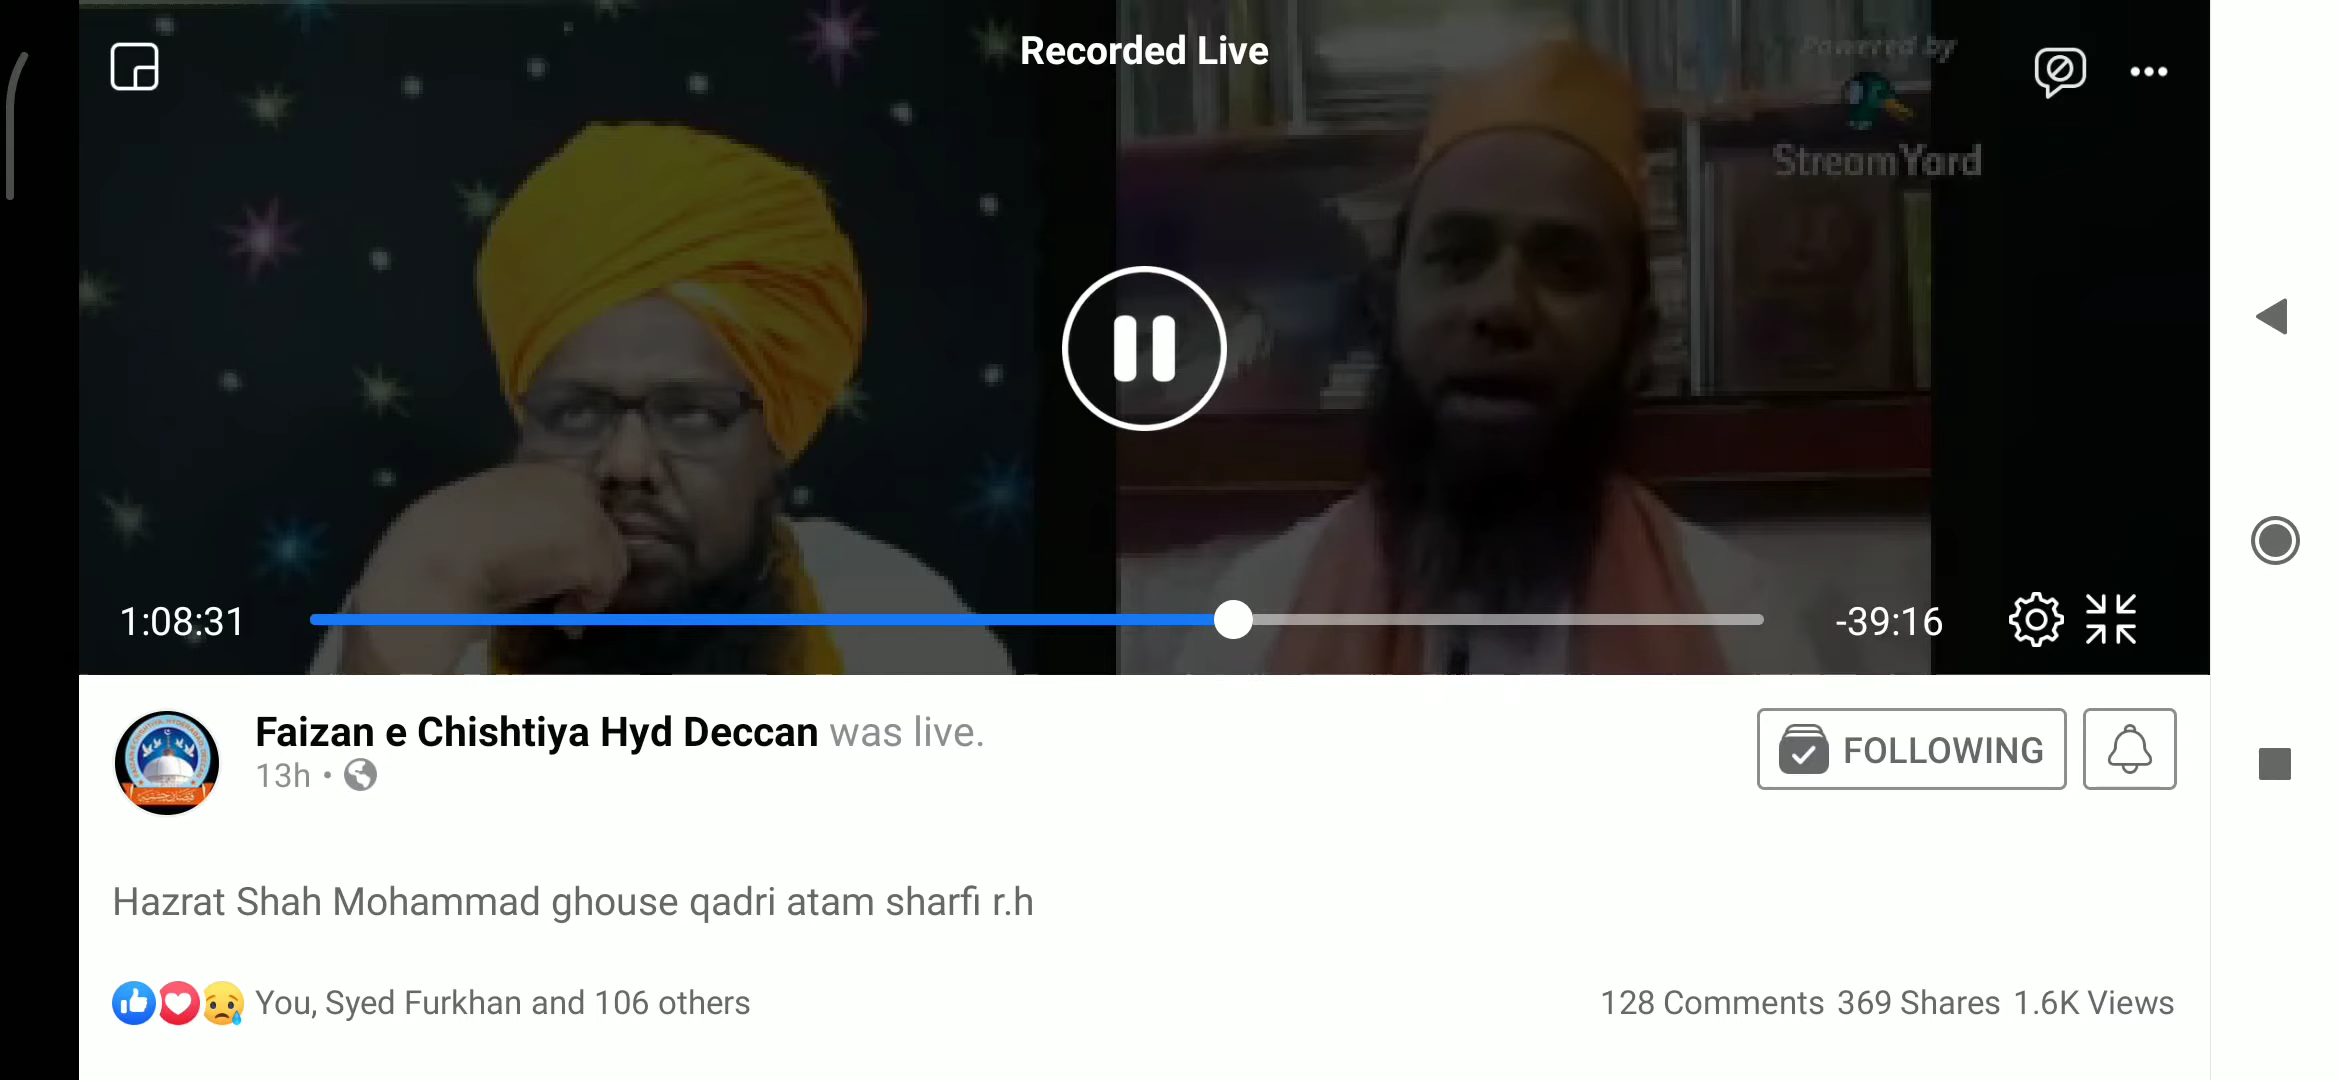 Recorded Live
Powered by
StreamYard
1:08:31
-39:16
Faizan e Chishtiya Hyd Deccan was live.
13h •
FOLLOWING
Hazrat Shah Mohammad ghouse qadri atam sharfi r.h
You, Syed Furkhan and 106 others
128 Comments 369 Shares 1.6K Views